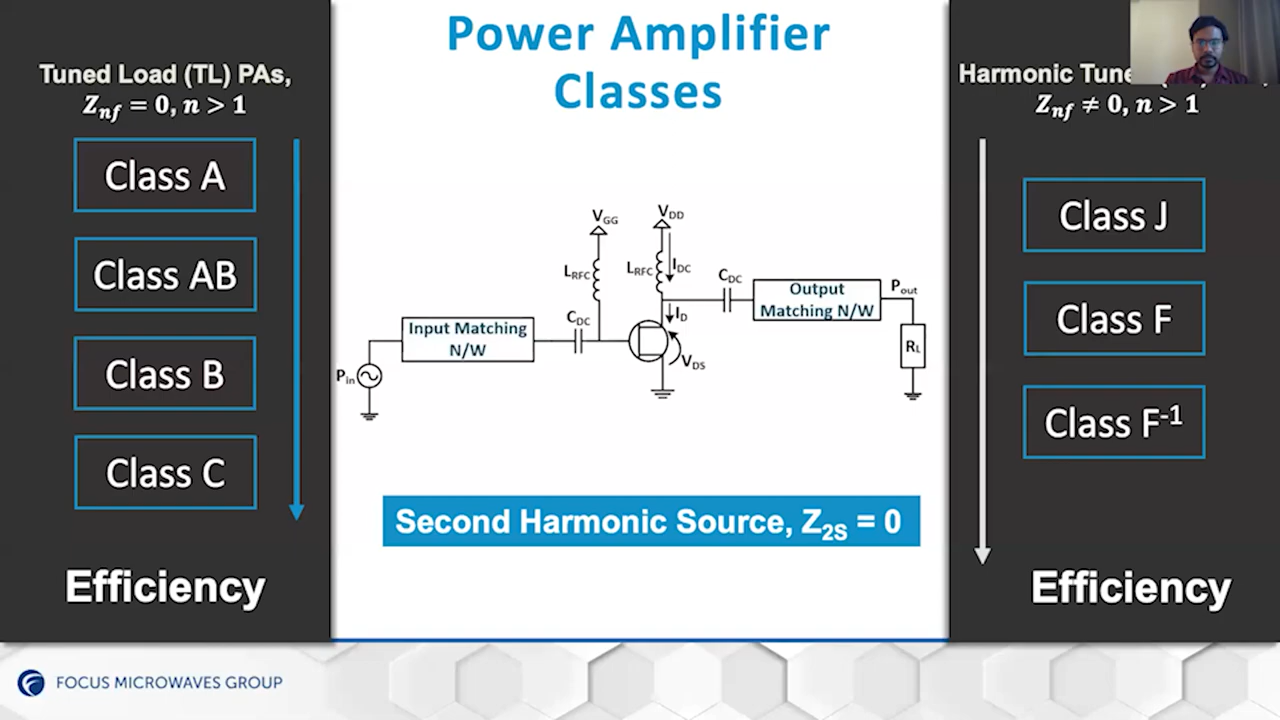 Power Amplifier
Classes
Tuned Load (TL) PAs,
Z_nf = 0, n > 1
Class A
Class AB
Class B
Class C
Efficiency
V_GG
V_DD
L_RFC
L_RFC
I_DC
C_DC
Output
Matching N/W
P_out
I_D
C_DC
Input Matching
N/W
V_DS
R_L
P_in
Second Harmonic Source, Z_2S = 0
Harmonic
Z_nf ≠ 0, n > 1
Class J
Class F
Class F^-1
Efficiency
FOCUS MICROWAVES GROUP